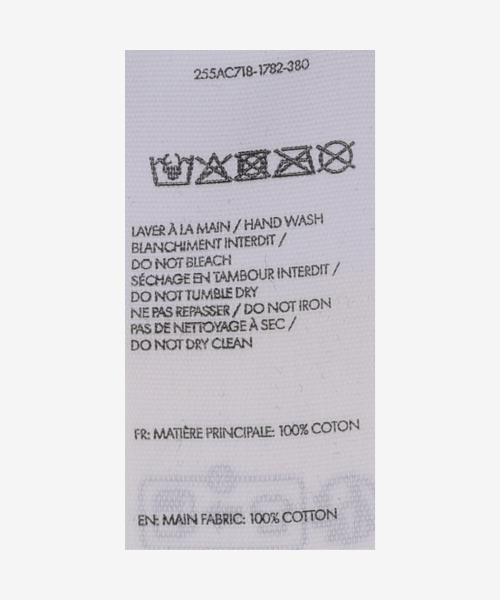 255AC718-1782-380
LAVER À LA MAIN / HAND WASH
BLANCHIMENT INTERDIT /
DO NOT BLEACH
SÉCHAGE EN TAMBOUR INTERDIT /
DO NOT TUMBLE DRY
NE PAS REPASSER / DO NOT IRON
PAS DE NETTOYAGE À SEC /
DO NOT DRY CLEAN
FR: MATIÈRE PRINCIPALE: 100% COTON
EN: MAIN FABRIC: 100% COTTON